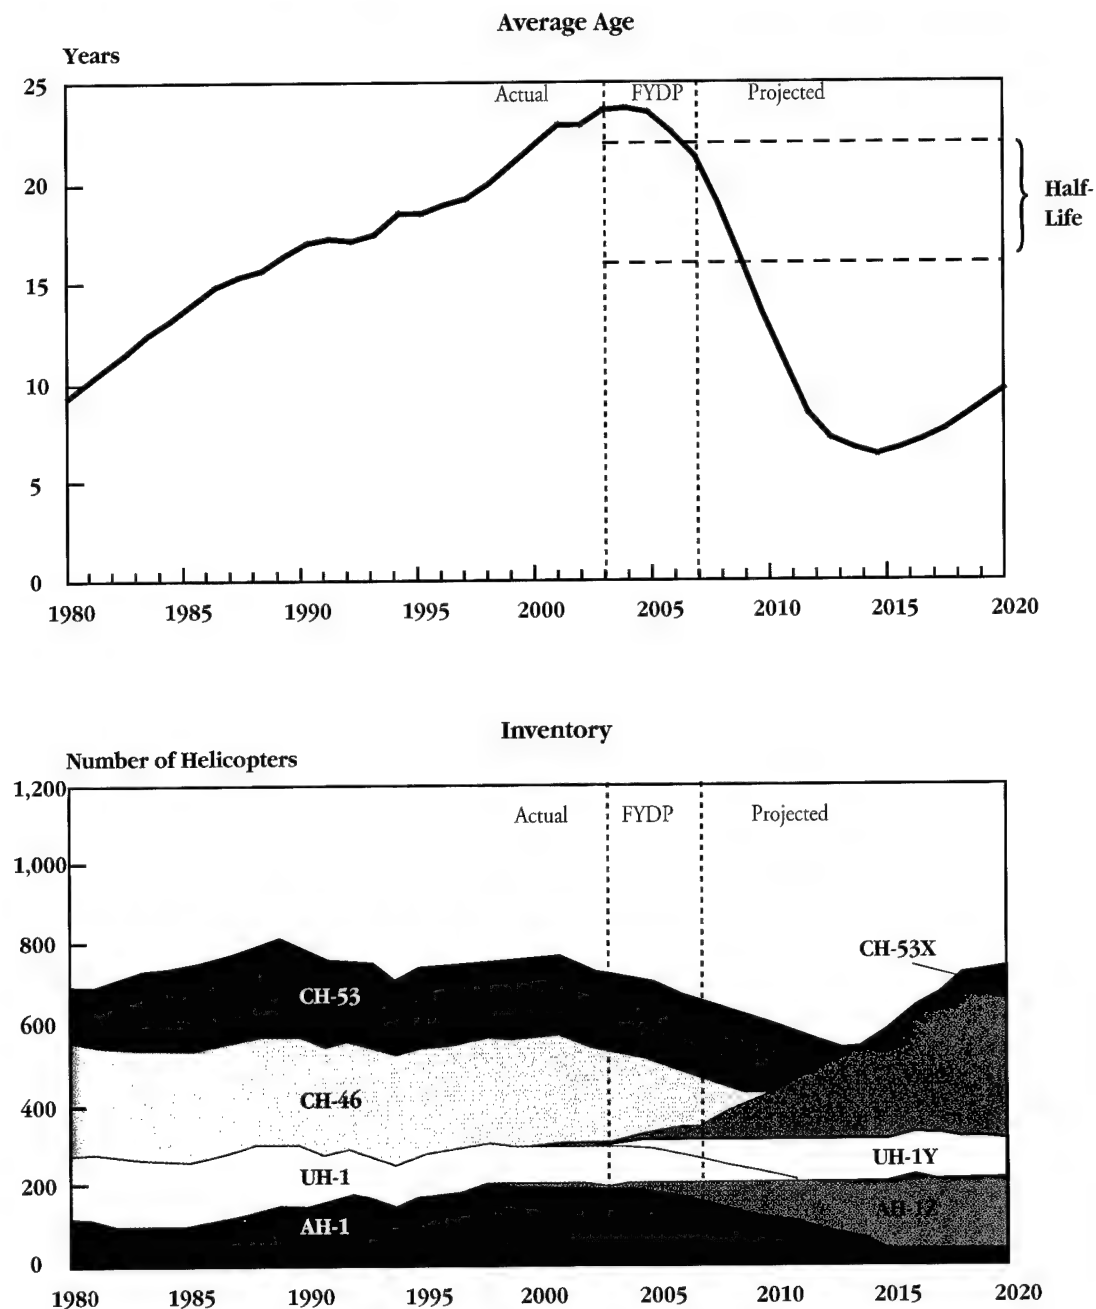 Average Age
Years
25
Actual
FYDP
Projected
20
Half-
Life
15
10
5
0
1980
1985
1990
1995
2000
2005
2010
2015
2020
Inventory
Number of Helicopters
1,200
Actual
FYDP
Projected
1,000
CH-53X
800
CH-53
600
CH-46
400
UH-1Y
UH-1
200
AH-1Z
AH-1
0
1980
1985
1990
1995
2000
2005
2010
2015
2020